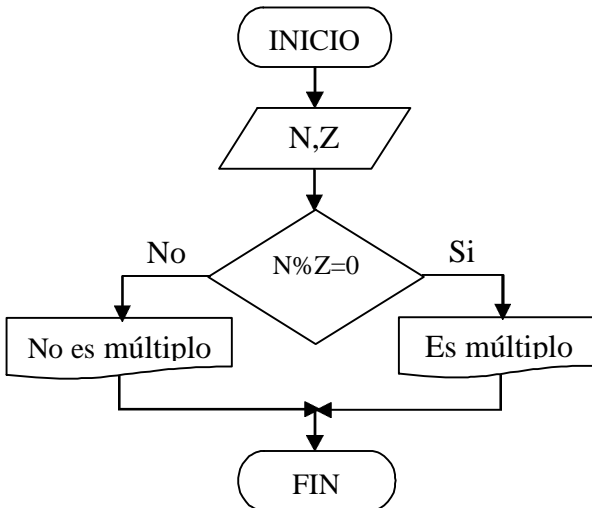 INICIO
N,Z
N%Z=0
No
Si
No es múltiplo
Es múltiplo
FIN